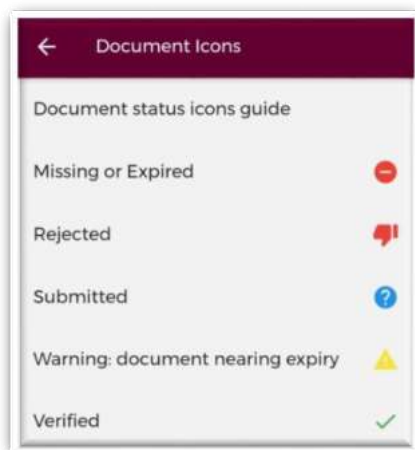 Document Icons
Document status icons guide
Missing or Expired
Rejected
Submitted
Warning: document nearing expiry
Verified